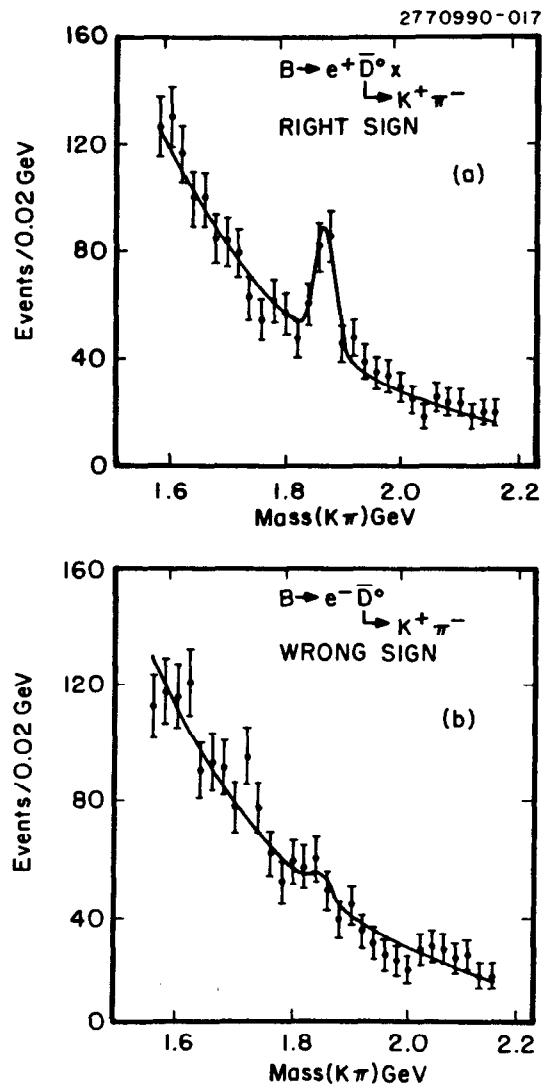 2770990-017
160
B→e+D̅°x
↳K+π−
RIGHT SIGN
(a)
120
80
40
0
Events/0.02 GeV
1.6 1.8 2.0 2.2
Mass(Kπ)GeV
160
B→e−D̅°
↳K+π−
WRONG SIGN
(b)
120
80
40
0
Events/0.02 GeV
1.6 1.8 2.0 2.2
Mass(Kπ)GeV